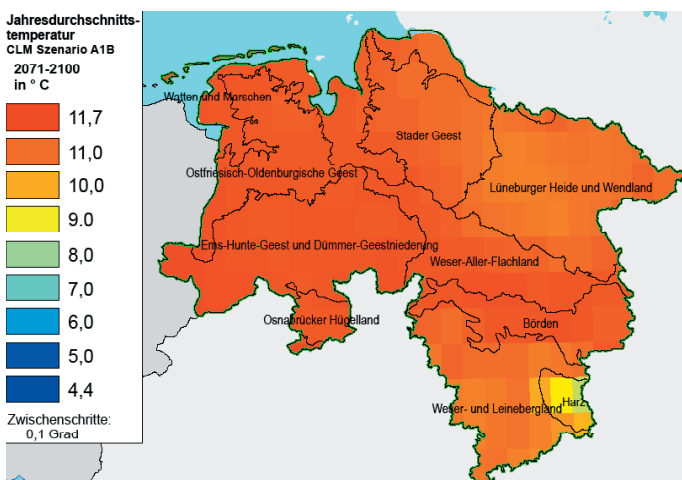 Jahresdurchschnitts-
temperatur
CLM Szenario A1B
2071-2100
in ° C
11,7
11,0
10,0
9.0
8,0
7,0
6,0
5,0
4,4
Zwischenschritte:
0,1 Grad
Watten und Marschen
Stader Geest
Ostfriesisch-Oldenburgische Geest
Lüneburger Heide und Wendland
Ems-Hunte-Geest und Dümmer-Geestniederung
Weser-Aller-Flachland
Osnabrücker Hügelland
Börden
Harz
Weser- und Leinebergland